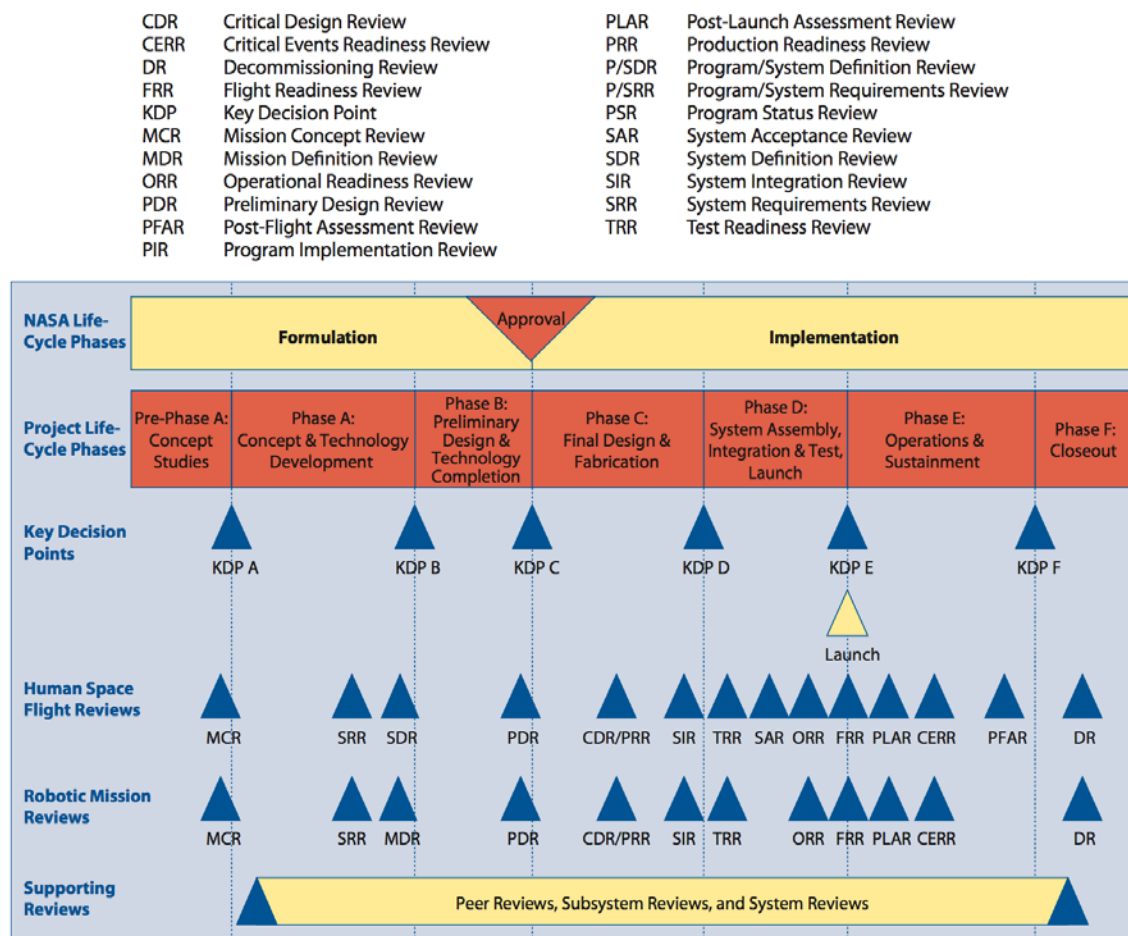 CDR Critical Design Review
CERR Critical Events Readiness Review
DR Decommissioning Review
FRR Flight Readiness Review
KDP Key Decision Point
MCR Mission Concept Review
MDR Mission Definition Review
ORR Operational Readiness Review
PDR Preliminary Design Review
PFAR Post-Flight Assessment Review
PIR Program Implementation Review
PLAR Post-Launch Assessment Review
PRR Production Readiness Review
P/SDR Program/System Definition Review
P/SRR Program/System Requirements Review
PSR Program Status Review
SAR System Acceptance Review
SDR System Definition Review
SIR System Integration Review
SRR System Requirements Review
TRR Test Readiness Review
NASA Life-
Cycle Phases
Formulation
Approval
Implementation
Project Life-
Cycle Phases
Pre-Phase A:
Concept
Studies
Phase A:
Concept & Technology
Development
Phase B:
Preliminary
Design &
Technology
Completion
Phase C:
Final Design &
Fabrication
Phase D:
System Assembly,
Integration & Test,
Launch
Phase E:
Operations &
Sustainment
Phase F:
Closeout
Key Decision
Points
KDP A KDP B KDP C KDP D KDP E KDP F
Launch
Human Space
Flight Reviews
MCR SRR SDR PDR CDR/PRR SIR TRR SAR ORR FRR PLAR CERR PFAR DR
Robotic Mission
Reviews
MCR SRR MDR PDR CDR/PRR SIR TRR ORR FRR PLAR CERR DR
Supporting
Reviews
Peer Reviews, Subsystem Reviews, and System Reviews